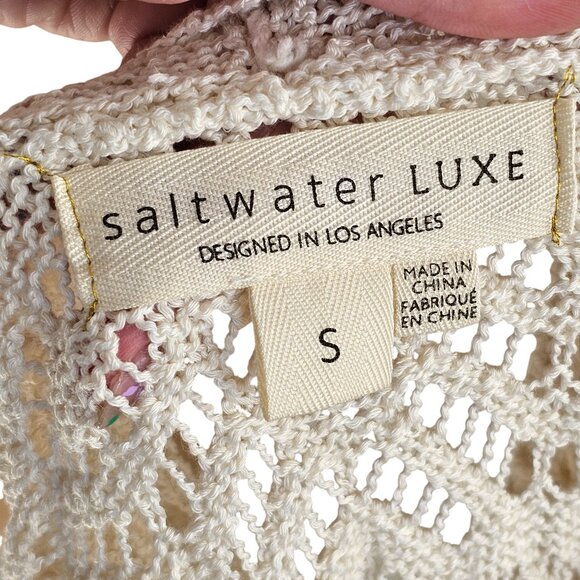 saltwater LUXE
DESIGNED IN LOS ANGELES
S
MADE IN
CHINA
FABRIQUÉ
EN CHINE